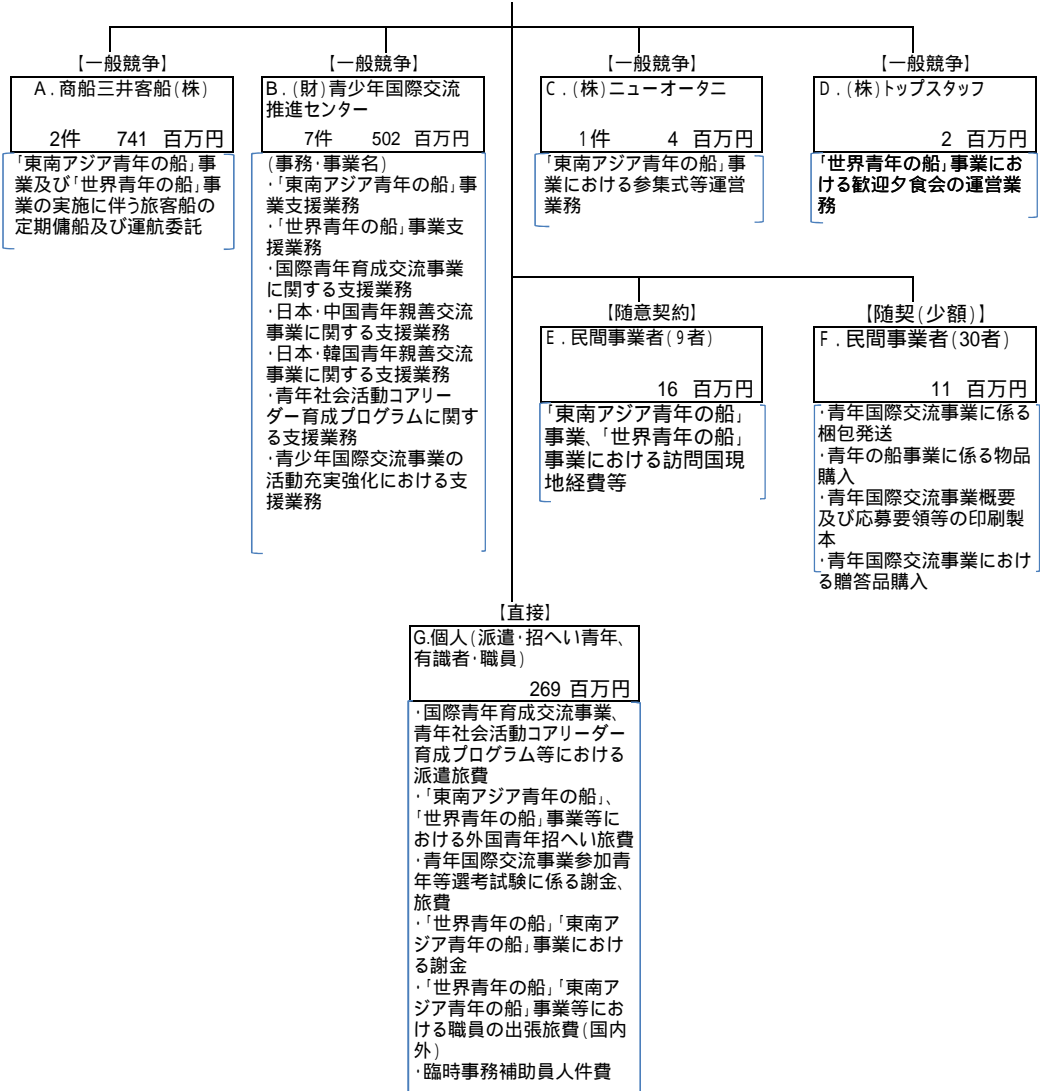 【一般競争】
A．商船三井客船(株)
2件 741 百万円
「東南アジア青年の船」事
業及び「世界青年の船」事
業の実施に伴う旅客船の
定期傭船及び運航委託
【一般競争】
B．(財)青少年国際交流
推進センター
7件 502 百万円
(事務・事業名)
・「東南アジア青年の船」事
業支援業務
・「世界青年の船」事業支
援業務
・国際青年育成交流事業
に関する支援業務
・日本・中国青年親善交流
事業に関する支援業務
・日本・韓国青年親善交流
事業に関する支援業務
・青年社会活動コアリー
ダー育成プログラムに関す
る支援業務
・青少年国際交流事業の
活動充実強化における支
援業務
【一般競争】
C．(株)ニューオータニ
1件 4 百万円
「東南アジア青年の船」事
業における参集式等運営
業務
【一般競争】
D．(株)トップスタッフ
2 百万円
「世界青年の船」事業にお
ける歓迎夕食会の運営業
務
【随意契約】
E．民間事業者(9者)
16 百万円
「東南アジア青年の船」
事業、「世界青年の船」
事業における訪問国現
地経費等
【随契(少額)】
F．民間事業者(30者)
11 百万円
・青年国際交流事業に係る
梱包発送
・青年の船事業に係る物品
購入
・青年国際交流事業概要
及び応募要領等の印刷製
本
・青年国際交流事業におけ
る贈答品購入
【直接】
G.個人(派遣・招へい青年、
有識者・職員)
269 百万円
・国際青年育成交流事業、
青年社会活動コアリーダー
育成プログラム等における
派遣旅費
・「東南アジア青年の船」、
「世界青年の船」事業等に
おける外国青年招へい旅費
・青年国際交流事業参加青
年等選考試験に係る謝金、
旅費
・「世界青年の船」「東南ア
ジア青年の船」事業におけ
る謝金
・「世界青年の船」「東南ア
ジア青年の船」事業等にお
ける職員の出張旅費(国内
外)
・臨時事務補助員人件費